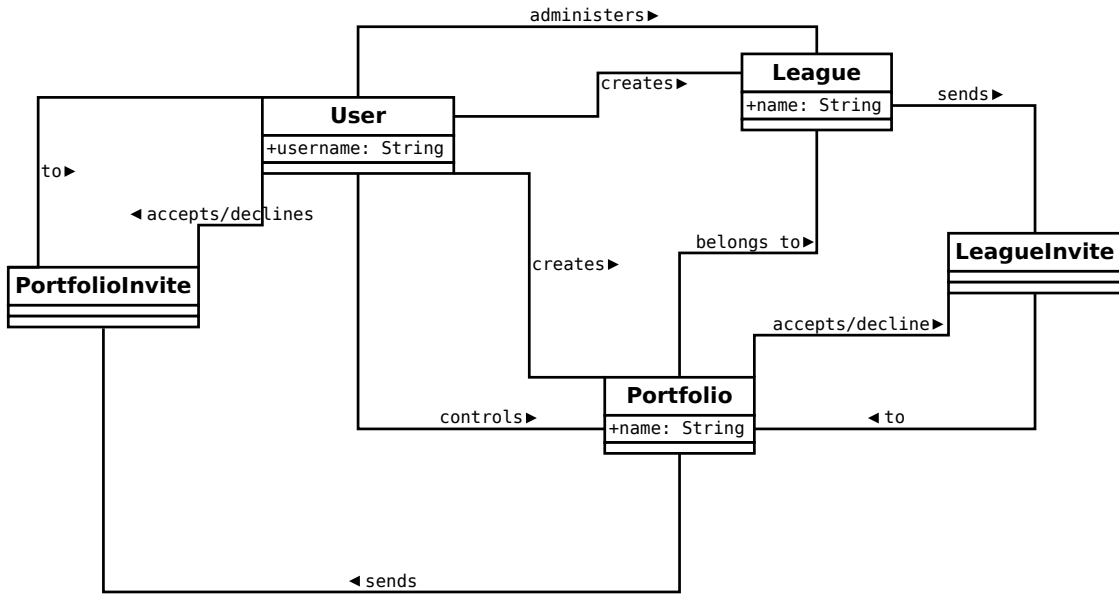 administers►
League
+name: String
creates►
sends►
User
+username: String
to►
◄accepts/declines
belongs to►
LeagueInvite
creates►
PortfolioInvite
accepts/decline►
Portfolio
+name: String
controls►
◄to
◄sends